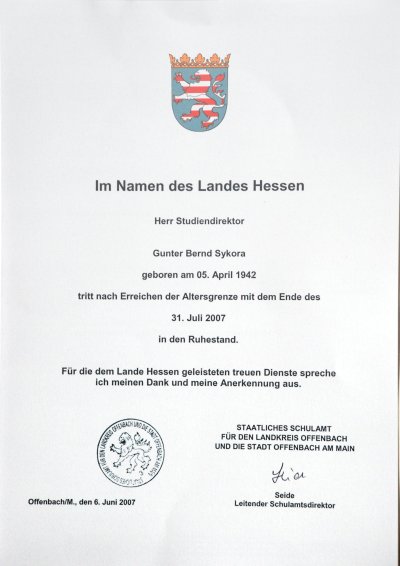 Im Namen des Landes Hessen
Herr Studiendirektor
Gunter Bernd Sykora
geboren am 05. April 1942
tritt nach Erreichen der Altersgrenze mit dem Ende des
31. Juli 2007
in den Ruhestand.
Für die dem Lande Hessen geleisteten treuen Dienste spreche
ich meinen Dank und meine Anerkennung aus.
STAATLICHES SCHULAMT
FÜR DEN LANDKREIS OFFENBACH
UND DIE STADT OFFENBACH AM MAIN
Seide
Leitender Schulamtsdirektor
Offenbach/M., den 6. Juni 2007